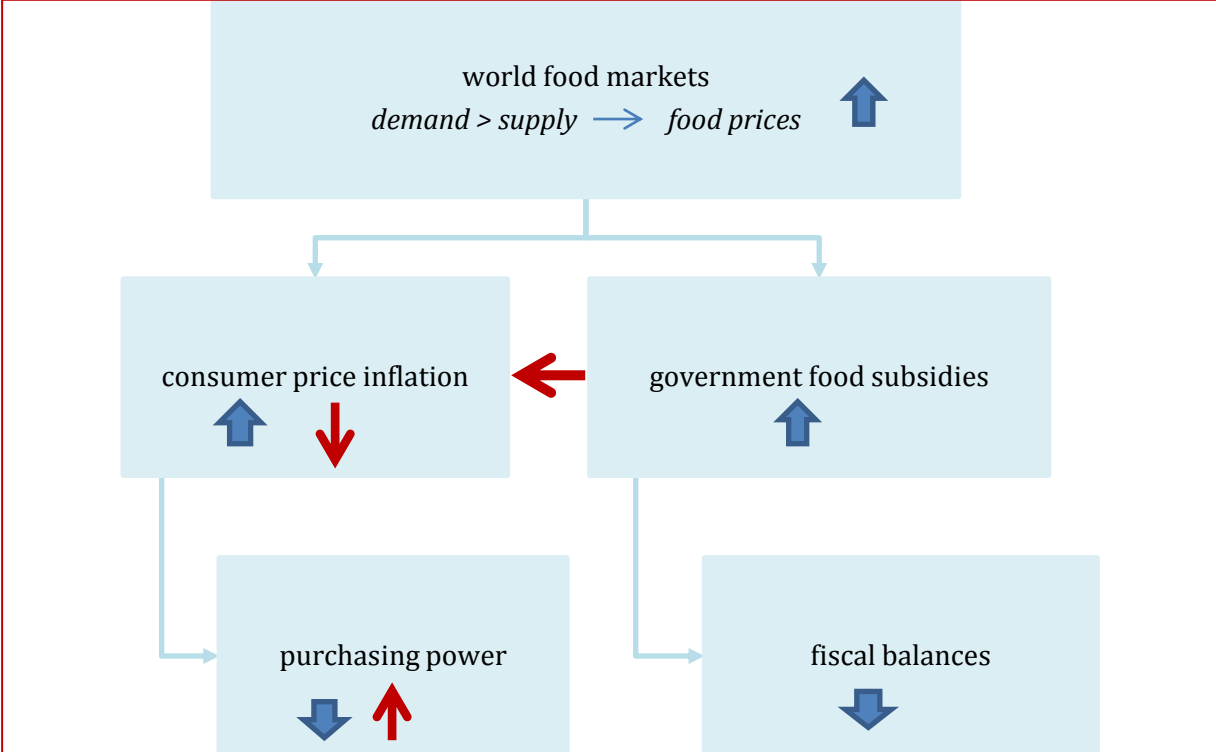 world food markets
demand > supply → food prices
consumer price inflation
government food subsidies
purchasing power
fiscal balances